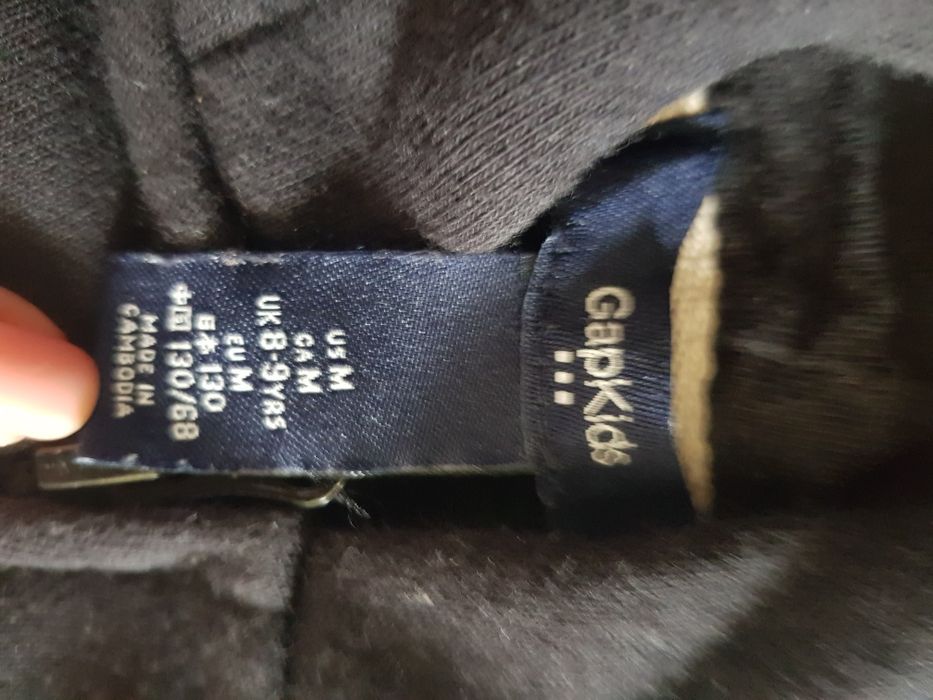 GapKids
US M
CA M
UK 8-9YRS
EU M
日本 130
中国 130/68
MADE IN
CAMBODIA